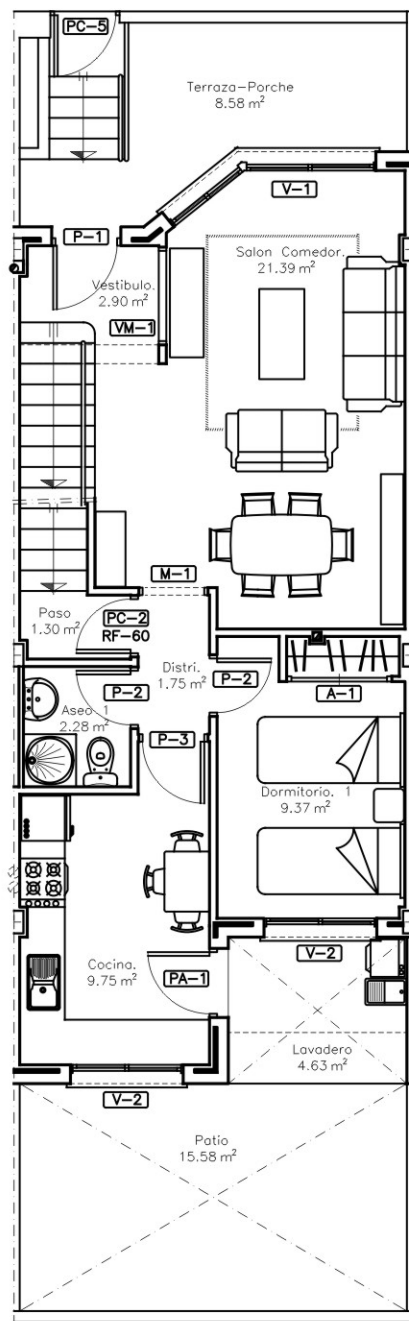 PC-5
Terraza-Porche
8.58 m²
V-1
P-1
Salon Comedor.
21.39 m²
Vestibulo.
2.90 m²
VM-1
M-1
Paso
1.30 m²
PC-2
RF-60
Distri.
1.75 m²
P-2
P-2
Aseo 1
2.28 m²
A-1
P-3
Dormitorio. 1
9.37 m²
Cocina.
9.75 m²
PA-1
V-2
Lavadero
4.63 m²
V-2
Patio
15.58 m²